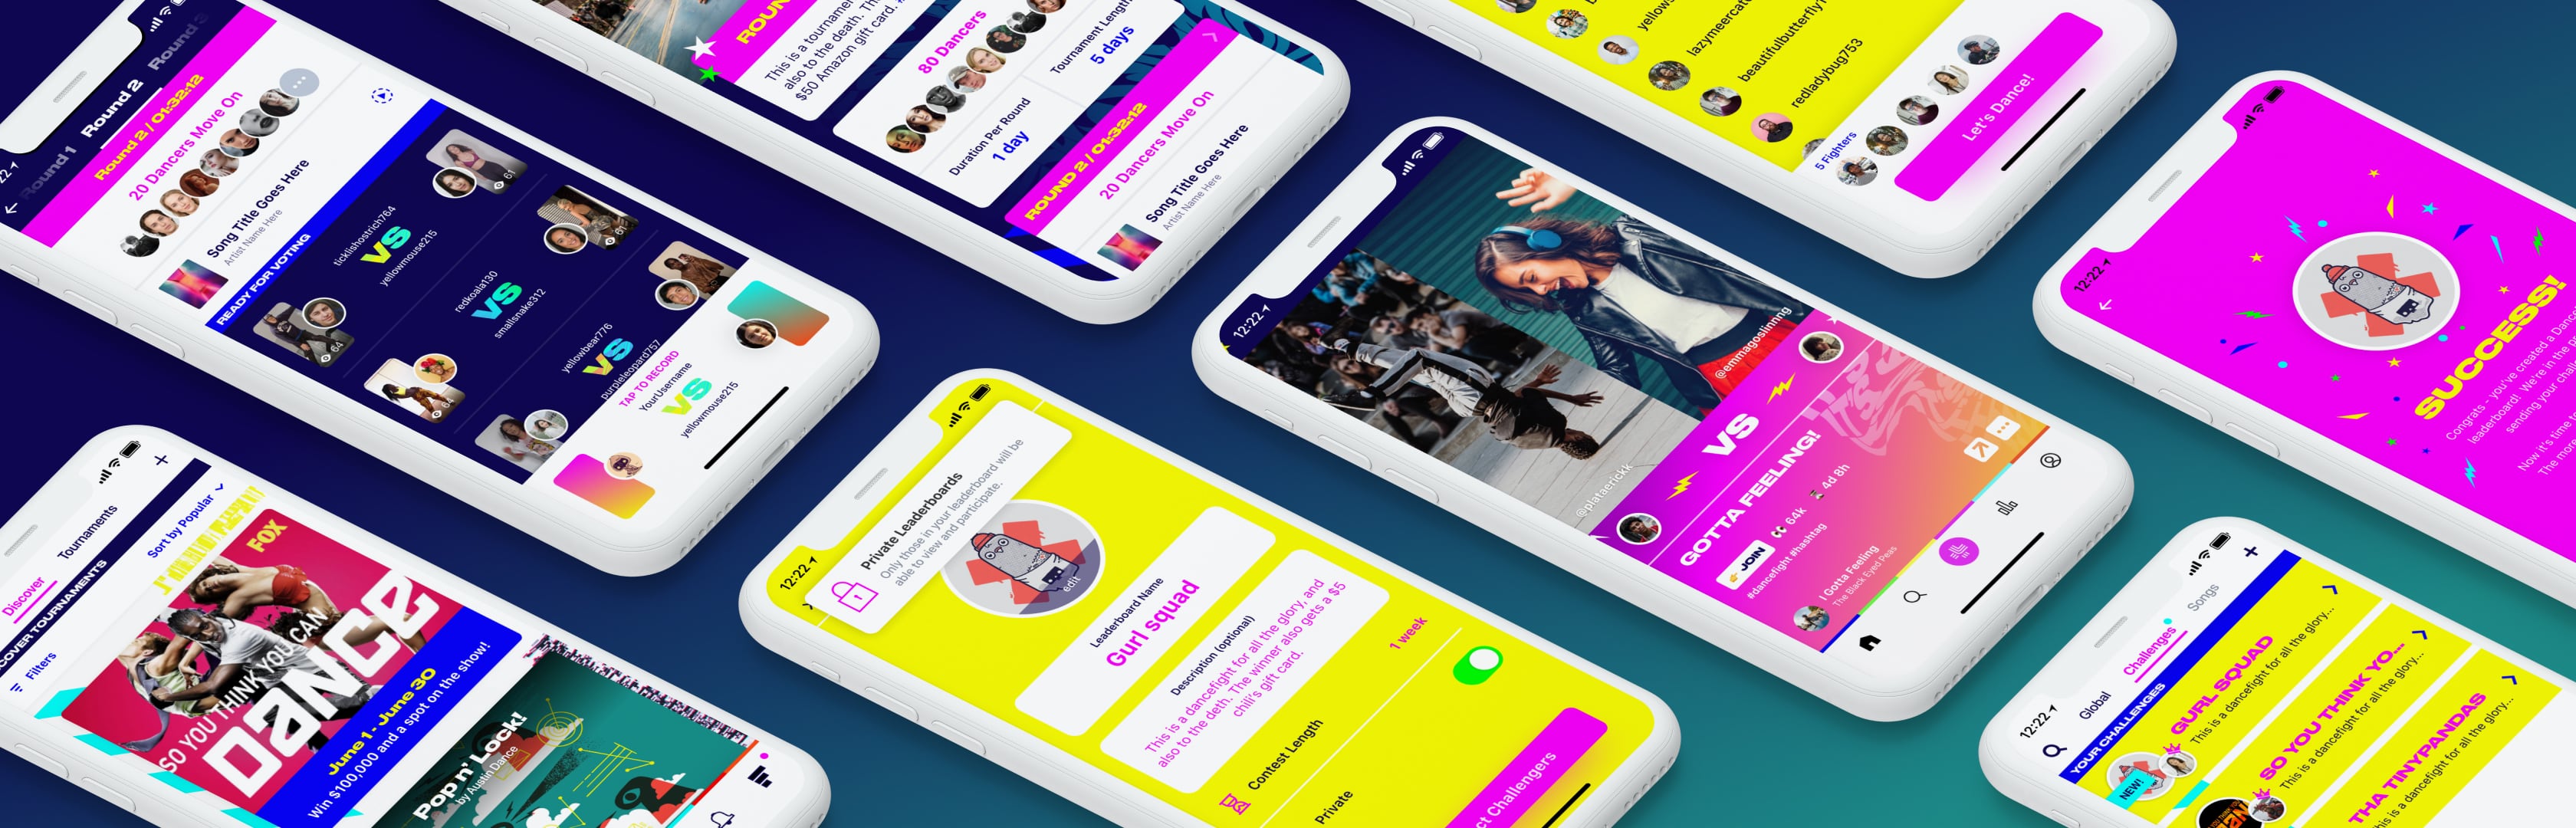 Round 1
Round 2
Round 3
Round 2 / 01:32:12
20 Dancers Move On
Song Title Goes Here
Artist Name Here
READY FOR VOTING
ticklishostrich764
VS
yellowmouse215
61
64
redkoala130
VS
smallsnake312
61
64
yellowbear776
VS
purpleleopard757
TAP TO RECORD
YourUsername
VS
yellowmouse215
This is a tournament
also to the death. Th
$50 Amazon gift card.
80 Dancers
Duration Per Round
1 day
Tournament Length
5 days
ROUND 2 / 01:32:12
20 Dancers Move On
Song Title Goes Here
Artist Name Here
lazymeercat
beautifulbutterfly1
redladybug753
5 Fighters
Let's Dance!
12:22
@plataerickk
@emmagoslinnng
VS
GOTTA FEELING!
JOIN
64k
4d 8h
#dancefight #hashtag
I Gotta Feeling
The Black Eyed Peas
12:22
SUCCESS!
Congrats - you've created a Dance
leaderboard! We're in the
sending your chal
Now it's time
The more
Discover
Tournaments
COVER TOURNAMENTS
Filters
Sort by Popular
FOX
SO YOU THINK YOU CAN
DANCE
June 1 - June 30
Win $100,000 and a spot on the show!
Pop n' Lock!
by Austin Dance
12:22
Private Leaderboards
Only those in your leaderboard will be
able to view and participate.
edit
Leaderboard Name
Gurl squad
Description (optional)
This is a dancefight for all the glory, and
also to the deth. The winner also gets a $5
chili's gift card.
Contest Length
1 week
Private
ct Challengers
12:22
Global
Challenges
Songs
YOUR CHALLENGES
NEW!
GURL SQUAD
This is a dancefight for all the glory...
SO YOU THINK YO...
This is a dancefight for all the glory...
THA TINYPANDAS
his is a dancefight for all the glory...